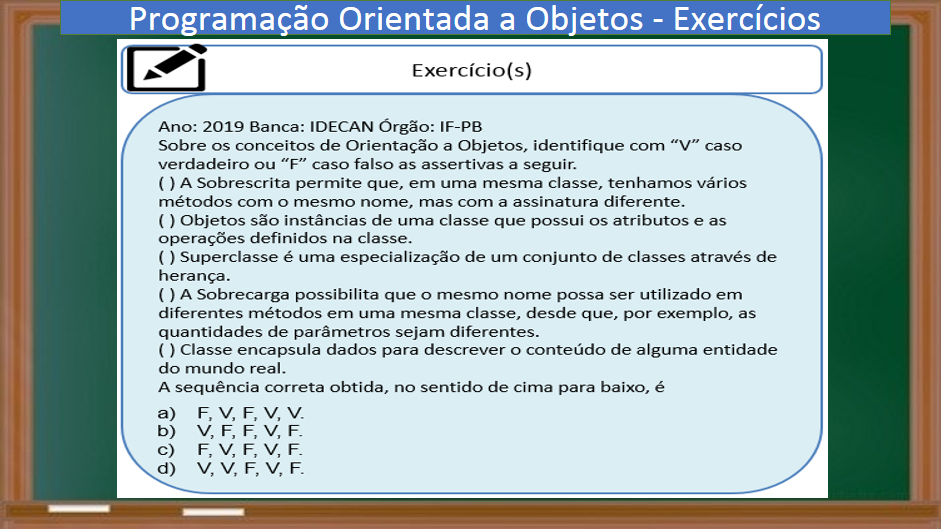 Programação Orientada a Objetos - Exercícios
Exercício(s)
Ano: 2019 Banca: IDECAN Órgão: IF-PB
Sobre os conceitos de Orientação a Objetos, identifique com “V” caso
verdadeiro ou “F” caso falso as assertivas a seguir.
( ) A Sobrescrita permite que, em uma mesma classe, tenhamos vários
métodos com o mesmo nome, mas com a assinatura diferente.
( ) Objetos são instâncias de uma classe que possui os atributos e as
operações definidos na classe.
( ) Superclasse é uma especialização de um conjunto de classes através de
herança.
( ) A Sobrecarga possibilita que o mesmo nome possa ser utilizado em
diferentes métodos em uma mesma classe, desde que, por exemplo, as
quantidades de parâmetros sejam diferentes.
( ) Classe encapsula dados para descrever o conteúdo de alguma entidade
do mundo real.
A sequência correta obtida, no sentido de cima para baixo, é
a) F, V, F, V, V.
b) V, F, F, V, F.
c) F, V, F, V, F.
d) V, V, F, V, F.